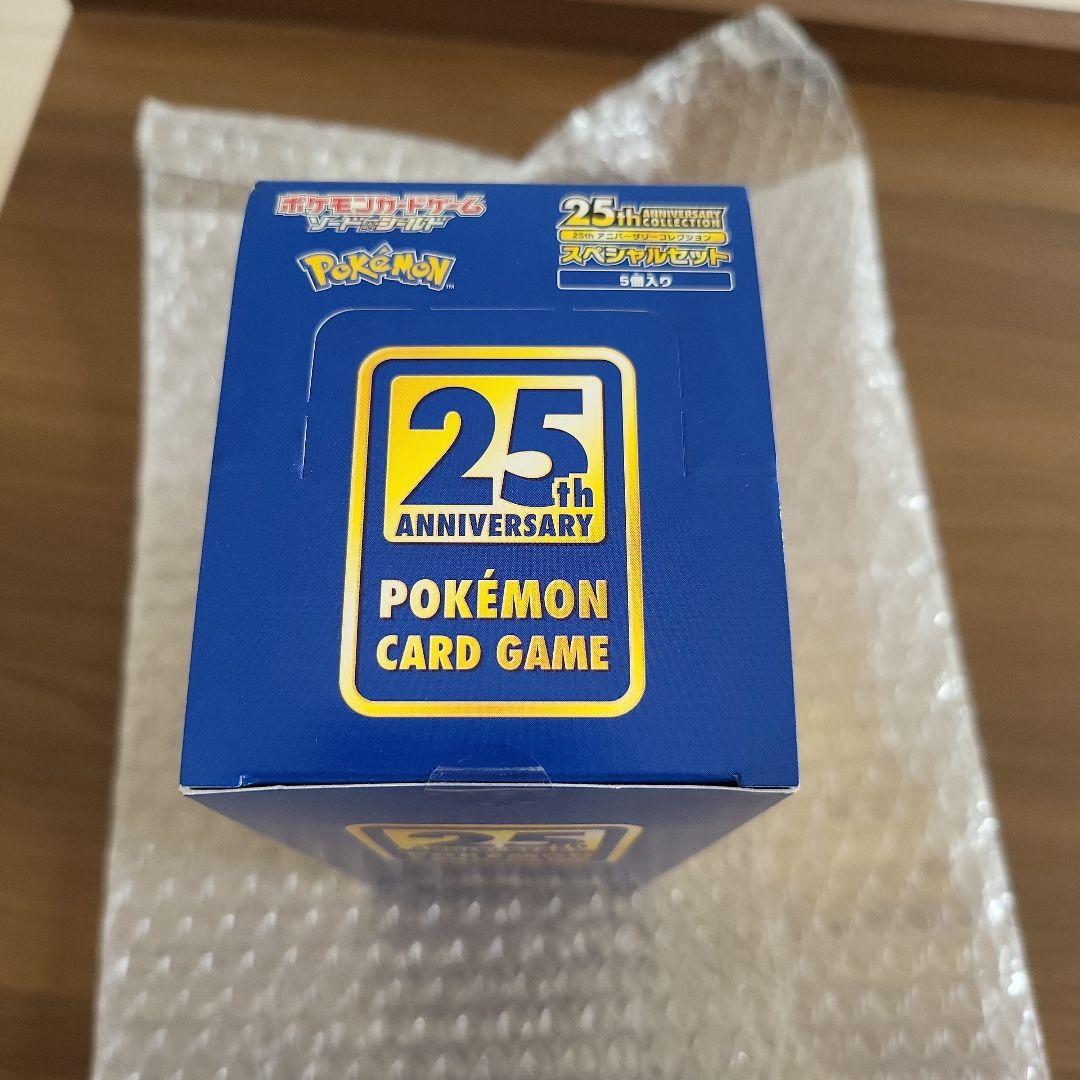 ポケモンカードゲーム
ソード&シールド
POKéMON
TM
25th ANNIVERSARY COLLECTION
25th アニバーサリーコレクション
スペシャルセット
5個入り
25th
ANNIVERSARY
POKÉMON
CARD GAME
25